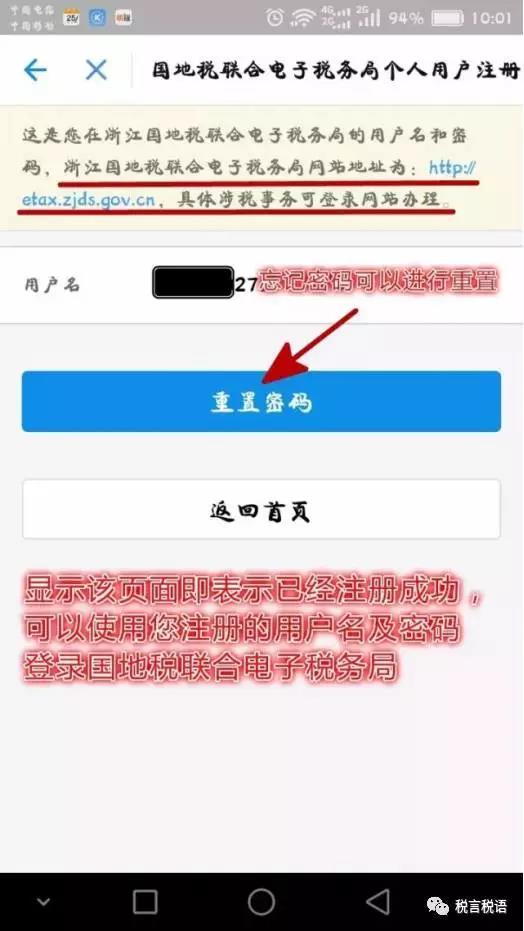 中国电信
中国移动
25
4G
2G
2G
94%
10:01
国地税联合电子税务局个人用户注册
这是您在浙江国地税联合电子税务局的用户名和密
码，浙江国地税联合电子税务局网站地址为：http://
etax.zjds.gov.cn，具体涉税事务可登录网站办理。
用户名 27 忘记密码可以进行重置
重置密码
返回首页
显示该页面即表示已经注册成功，
可以使用您注册的用户名及密码
登录国地税联合电子税务局
税言税语